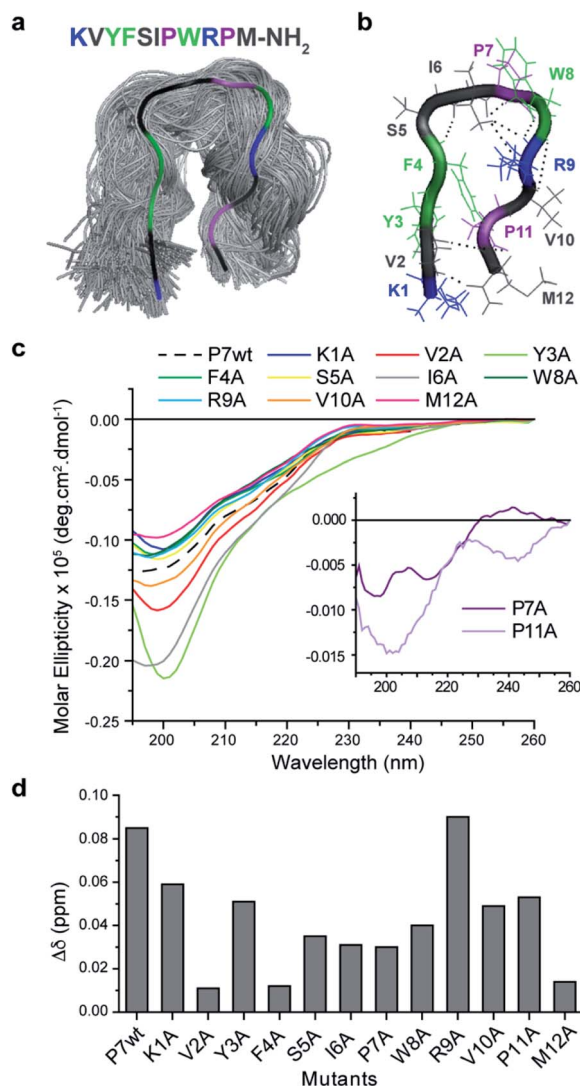 a
KVYFSIPWRPM-NH2
b
P7
I6
W8
S5
F4
R9
Y3
P11
V2
V10
K1
M12
c
P7wt K1A V2A Y3A
F4A S5A I6A W8A
R9A V10A M12A
Molar Ellipticity x 10⁵ (deg.cm².dmol⁻¹)
0.00
-0.05
-0.10
-0.15
-0.20
-0.25
200 210 220 230 240 250 260
Wavelength (nm)
0.000
-0.005
-0.010
-0.015
200 220 240 260
P7A
P11A
d
Δδ (ppm)
0.10
0.08
0.06
0.04
0.02
0.00
P7wt K1A V2A Y3A F4A S5A I6A P7A W8A R9A V10A P11A M12A
Mutants